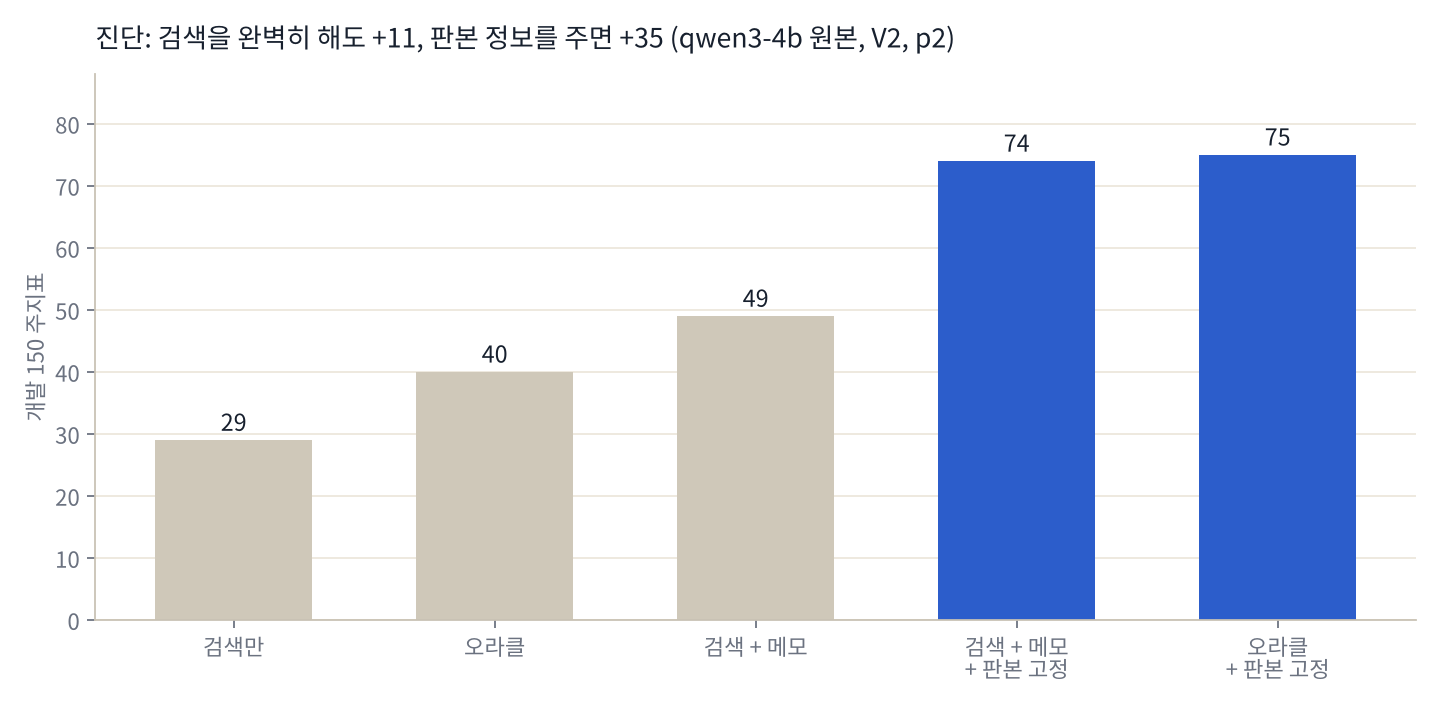 진단: 검색을 완벽히 해도 +11, 판본 정보를 주면 +35 (qwen3-4b 원본, V2, p2)
개발 150 주지표
80
70
60
50
40
30
20
10
0
29
40
49
74
75
검색만
오라클
검색 + 메모
검색 + 메모
+ 판본 고정
오라클
+ 판본 고정